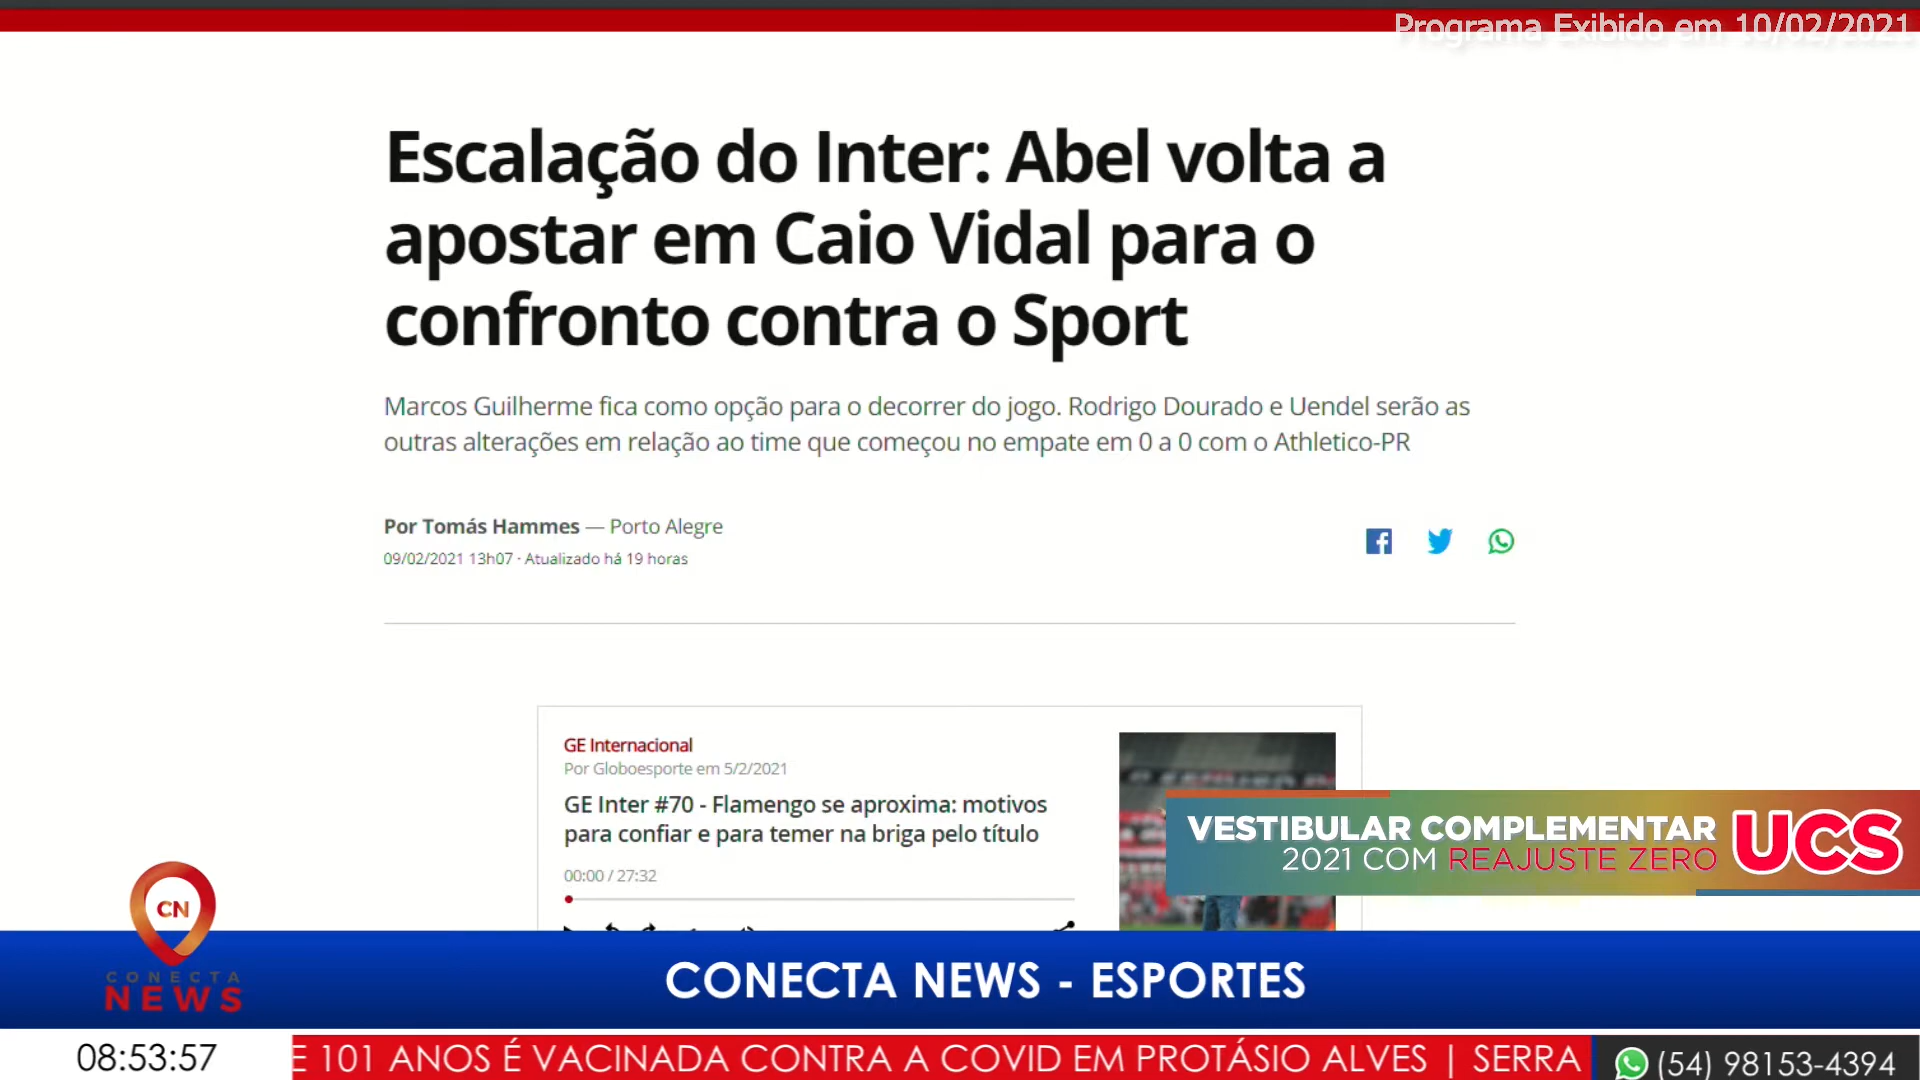 Programa Exibido em 10/02/2021
Escalação do Inter: Abel volta a
apostar em Caio Vidal para o
confronto contra o Sport
Marcos Guilherme fica como opção para o decorrer do jogo. Rodrigo Dourado e Uendel serão as
outras alterações em relação ao time que começou no empate em 0 a 0 com o Athletico-PR
Por Tomás Hammes — Porto Alegre
09/02/2021 13h07 · Atualizado há 19 horas
GE Internacional
Por Globoesporte em 5/2/2021
GE Inter #70 - Flamengo se aproxima: motivos
para confiar e para temer na briga pelo título
00:00 / 27:32
VESTIBULAR COMPLEMENTAR
2021 COM REAJUSTE ZERO
UCS
CN
CONECTA
NEWS
CONECTA NEWS - ESPORTES
08:53:57
E 101 ANOS É VACINADA CONTRA A COVID EM PROTÁSIO ALVES | SERRA
(54) 98153-4394